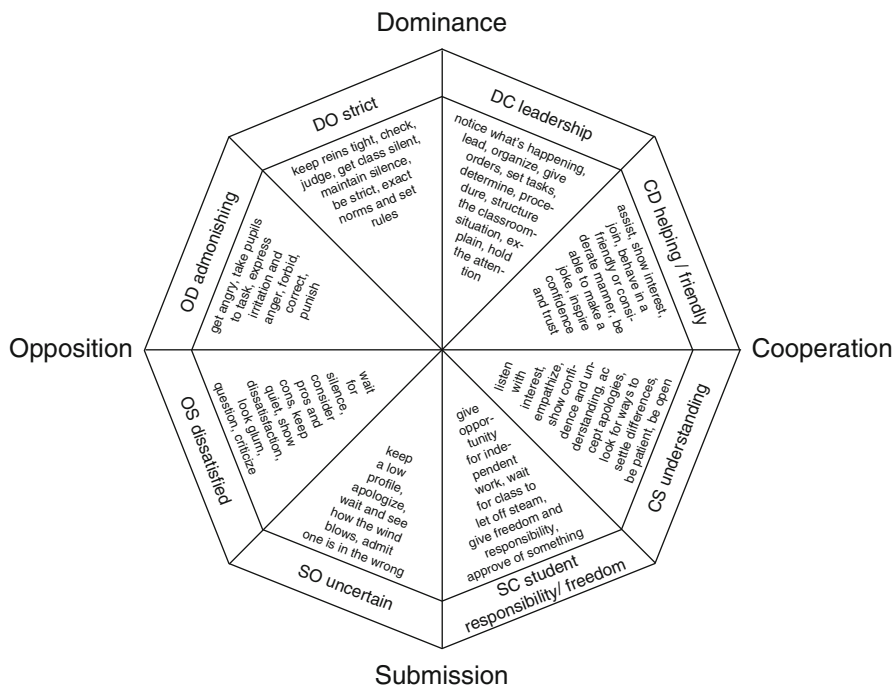 Dominance
DO strict
keep reins tight, check,
judge, get class silent,
maintain silence,
be strict, exact
norms and set
rules
DC leadership
notice what's happening,
lead, organize, give
orders, set tasks,
determine, proce-
dure, structure
the classroom-
situation, ex-
plain, hold
the atten-
tion
CD helping / friendly
assist, show interest,
join, behave in a
friendly or consi-
derate manner, be
able to make a
joke, inspire
confidence
and trust
OD admonishing
get angry, take pupils
to task, express
irritation and
anger, forbid,
correct,
punish
Opposition
Cooperation
OS dissatisfied
wait
for
silence,
consider
pros and
cons, keep
quiet, show
dissatisfaction,
look glum,
question, criticize
SO uncertain
keep
a low
profile,
apologize,
wait and see
how the wind
blows, admit
one is in the wrong
give
oppor-
tunity
for inde-
pendent
work, wait
for class to
let off steam,
give freedom and
responsibility,
approve of something
SC student
responsibility/ freedom
listen
with
interest,
empathize,
show confi-
dence and un-
derstanding, ac
cept apologies,
look for ways to
settle differences,
be patient, be open
CS understanding
Submission